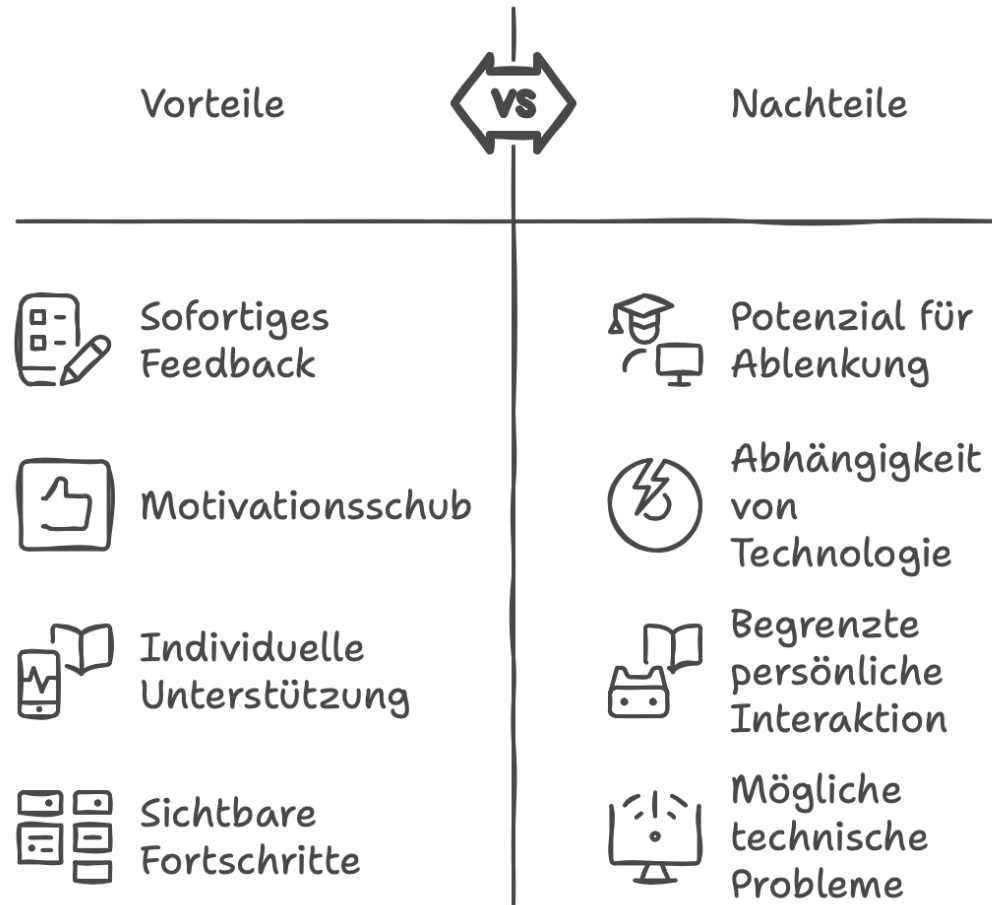 Vorteile
VS
Nachteile
Sofortiges
Feedback
Motivationsschub
Individuelle
Unterstützung
Sichtbare
Fortschritte
Potenzial für
Ablenkung
Abhängigkeit
von
Technologie
Begrenzte
persönliche
Interaktion
Mögliche
technische
Probleme